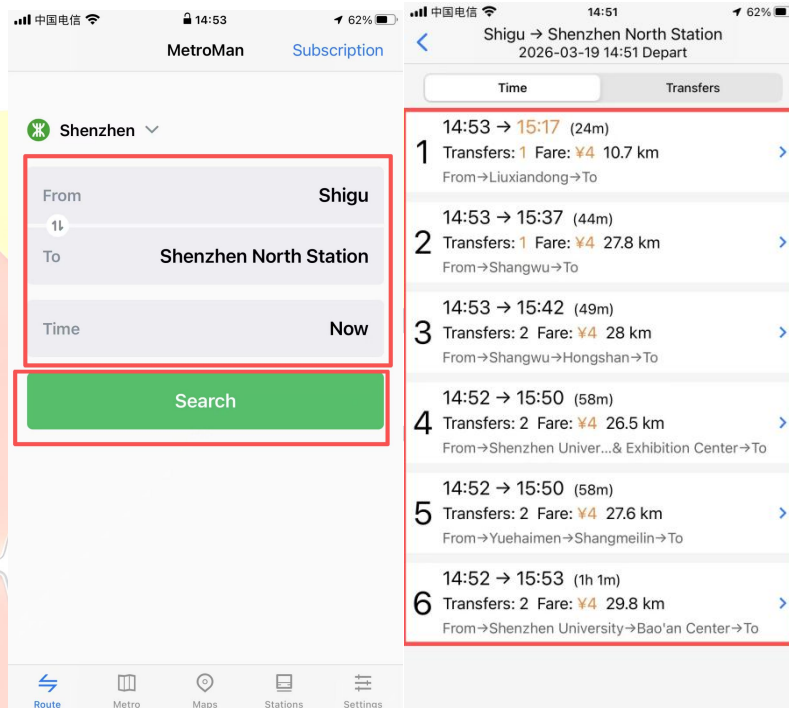 中国电信 14:53 62%
MetroMan Subscription
Shenzhen
From Shigu
To Shenzhen North Station
Time Now
Search
Route Metro Maps Stations Settings
中国电信 14:51 62%
Shigu → Shenzhen North Station
2026-03-19 14:51 Depart
Time Transfers
1
14:53 → 15:17 (24m)
Transfers: 1 Fare: ¥4 10.7 km
From→Liuxiandong→To
2
14:53 → 15:37 (44m)
Transfers: 1 Fare: ¥4 27.8 km
From→Shangwu→To
3
14:53 → 15:42 (49m)
Transfers: 2 Fare: ¥4 28 km
From→Shangwu→Hongshan→To
4
14:52 → 15:50 (58m)
Transfers: 2 Fare: ¥4 26.5 km
From→Shenzhen Univer...& Exhibition Center→To
5
14:52 → 15:50 (58m)
Transfers: 2 Fare: ¥4 27.6 km
From→Yuehaimen→Shangmeilin→To
6
14:52 → 15:53 (1h 1m)
Transfers: 2 Fare: ¥4 29.8 km
From→Shenzhen University→Bao'an Center→To